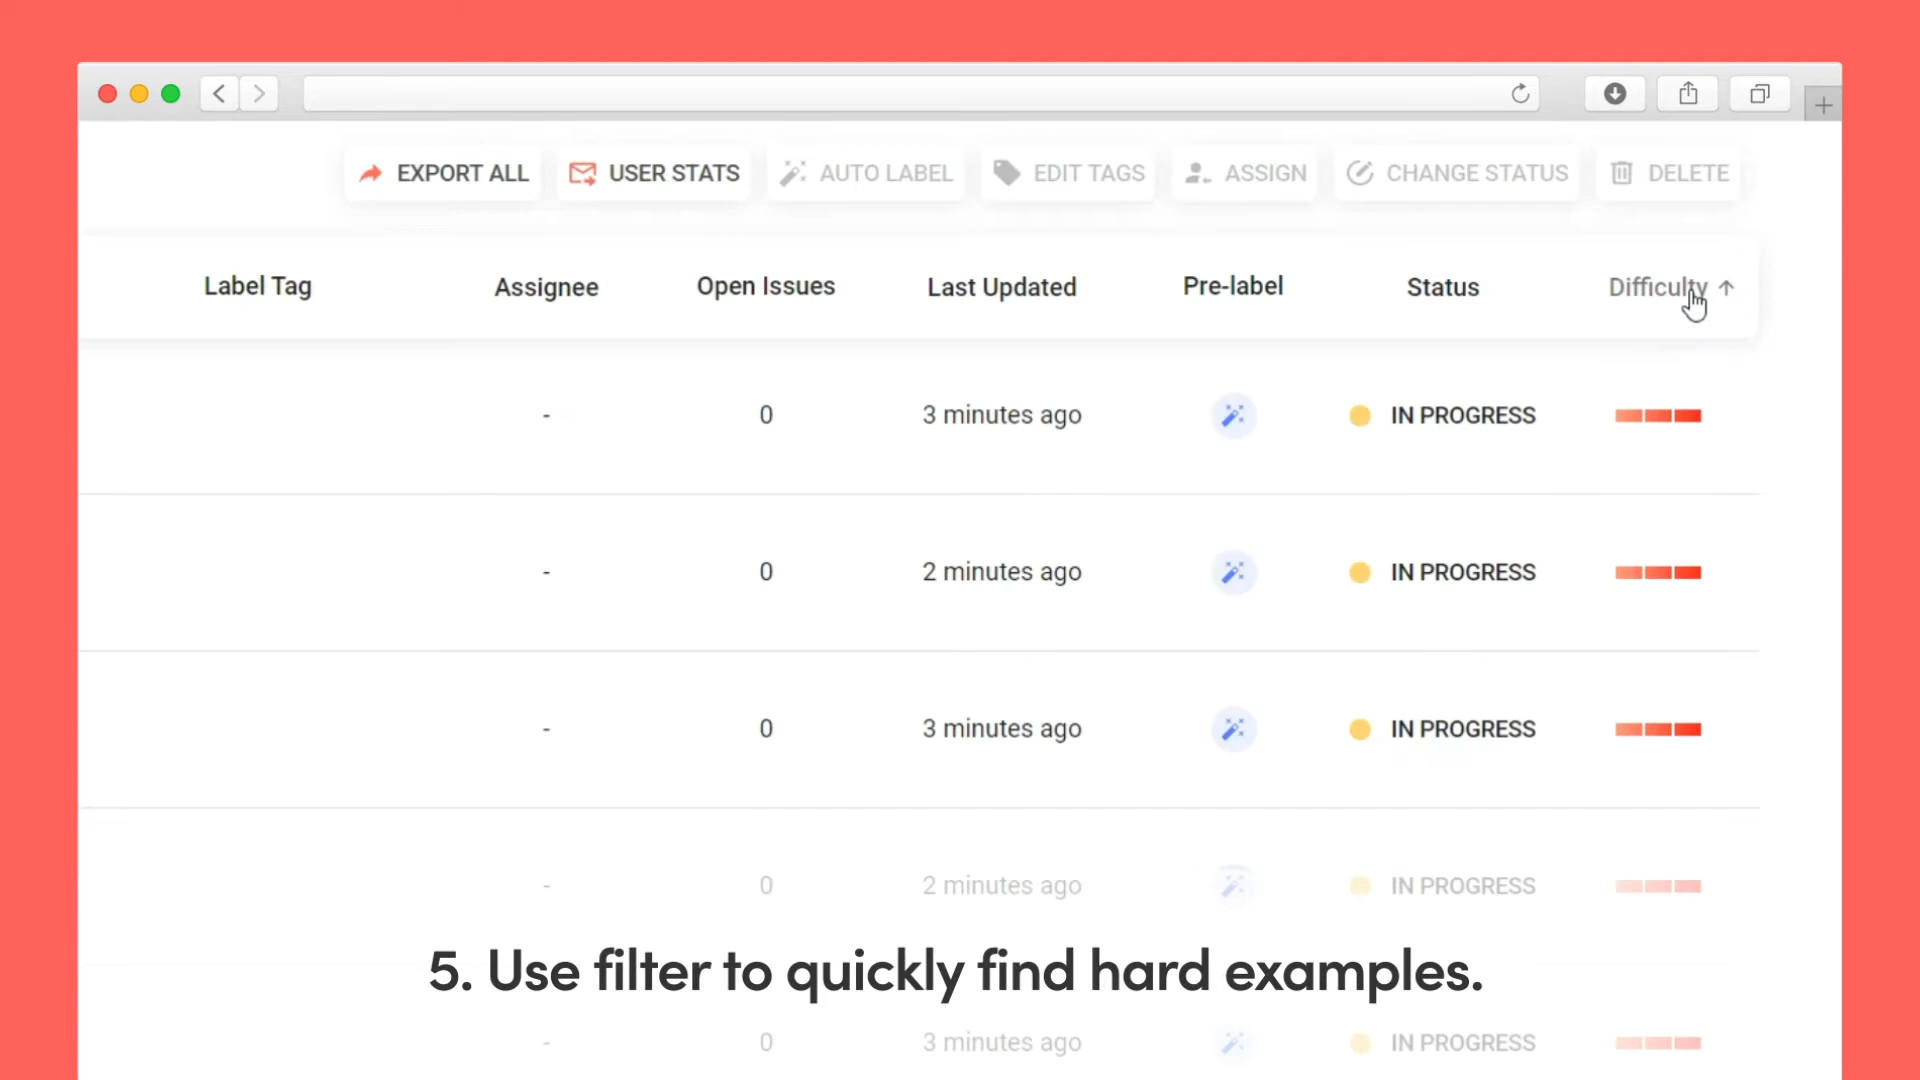 EXPORT ALL USER STATS AUTO LABEL EDIT TAGS ASSIGN CHANGE STATUS DELETE
Label Tag Assignee Open Issues Last Updated Pre-label Status Difficulty
- 0 3 minutes ago IN PROGRESS
- 0 2 minutes ago IN PROGRESS
- 0 3 minutes ago IN PROGRESS
- 0 2 minutes ago IN PROGRESS
5. Use filter to quickly find hard examples.
- 0 3 minutes ago IN PROGRESS